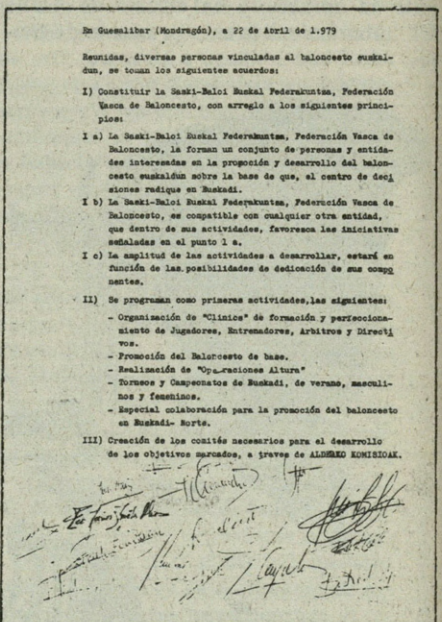 En Guesalibar (Mondragón), a 22 de Abril de 1.979
Reunidas, diversas personas vinculadas al baloncesto euskal-
dun, se toman los siguientes acuerdos:
I) Constituir la Saski-Baloi Euskal Federakuntza, Federación
Vasca de Baloncesto, con arreglo a los siguientes princi-
pios:
I a) La Saski-Baloi Euskal Federakuntza, Federación Vasca de
Baloncesto, la forman un conjunto de personas y entida-
des interesadas en la promoción y desarrollo del balon-
cesto euskaldun sobre la base de que, el centro de deci
siones radique en Euskadi.
I b) La Saski-Baloi Euskal Federakuntza, Federación Vasca de
Baloncesto, es compatible con cualquier otra entidad,
que dentro de sus actividades, favorezca las iniciativas
señaladas en el punto 1 a.
I c) La amplitud de las actividades a desarrollar, estará en
función de las posibilidades de dedicación de sus compo
nentes.
II) Se programan como primeras actividades, las siguientes:
- Organización de "Clinics" de formación y perfecciona-
miento de Jugadores, Entrenadores, Arbitros y Directi
vos.
- Promoción del Baloncesto de base.
- Realización de "Operaciones Altura"
- Torneos y Campeonatos de Euskadi, de verano, masculi-
nos y femeninos.
- Especial colaboración para la promoción del baloncesto
en Euskadi- Norte.
III) Creación de los comités necesarios para el desarrollo
de los objetivos marcados, a traves de ALDERAKO KOMISIOAK.